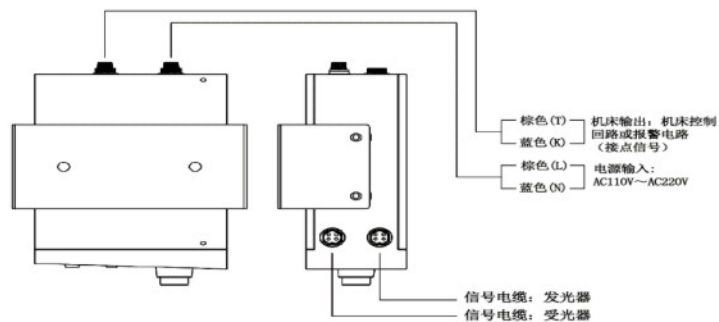 棕色(T)
蓝色(K)
机床输出：机床控制
回路或报警电路
（接点信号）
棕色(L)
蓝色(N)
电源输入：
AC110V～AC220V
信号电缆：发光器
信号电缆：受光器